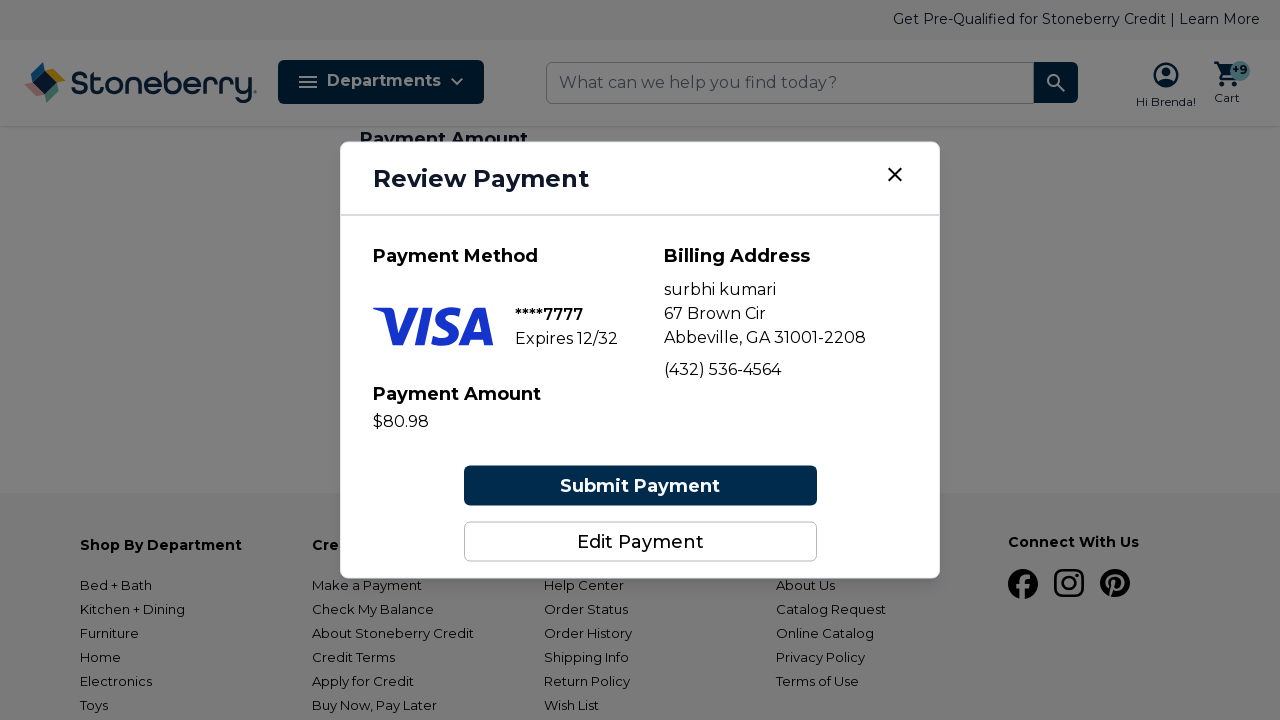 Get Pre-Qualified for Stoneberry Credit | Learn More
Stoneberry
Departments
What can we help you find today?
Hi Brenda!
+9
Cart
Payment Amount
Review Payment
Payment Method
VISA
****7777
Expires 12/32
Billing Address
surbhi kumari
67 Brown Cir
Abbeville, GA 31001-2208
(432) 536-4564
Payment Amount
$80.98
Submit Payment
Edit Payment
Shop By Department
Bed + Bath
Kitchen + Dining
Furniture
Home
Electronics
Toys
Cre
Make a Payment
Check My Balance
About Stoneberry Credit
Credit Terms
Apply for Credit
Buy Now, Pay Later
Help Center
Order Status
Order History
Shipping Info
Return Policy
Wish List
About Us
Catalog Request
Online Catalog
Privacy Policy
Terms of Use
Connect With Us